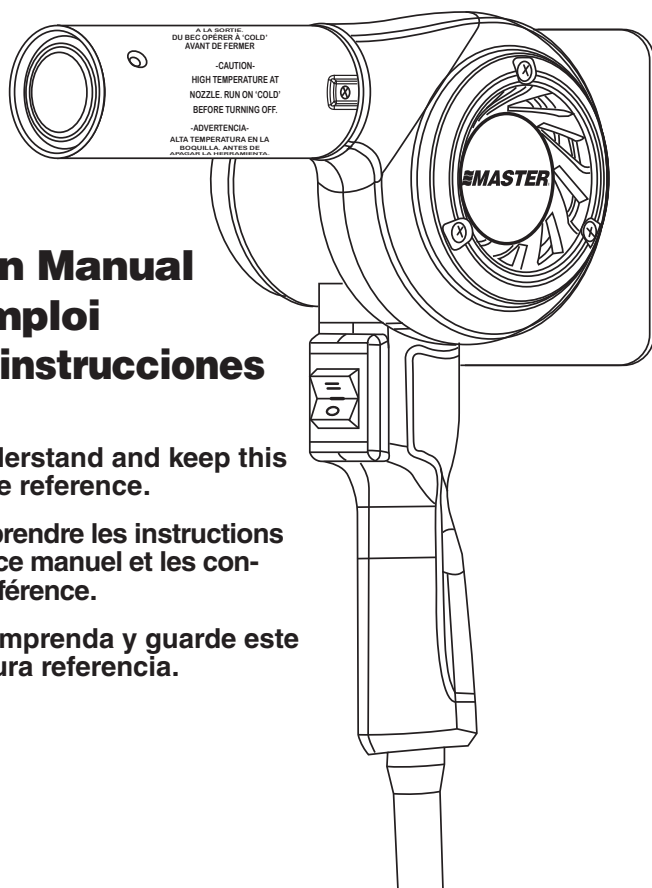 A LA SORTIE.
DU BEC OPÉRER À ‘COLD’
AVANT DE FERMER
-CAUTION-
HIGH TEMPERATURE AT
NOZZLE. RUN ON ‘COLD’
BEFORE TURNING OFF.
-ADVERTENCIA-
ALTA TEMPERATURA EN LA
BOQUILLA. ANTES DE
APAGAR LA HERRAMIENTA.
MASTER
n Manual
mploi
instrucciones
derstand and keep this
e reference.
prendre les instructions
ce manuel et les con-
férence.
mprenda y guarde este
ura referencia.